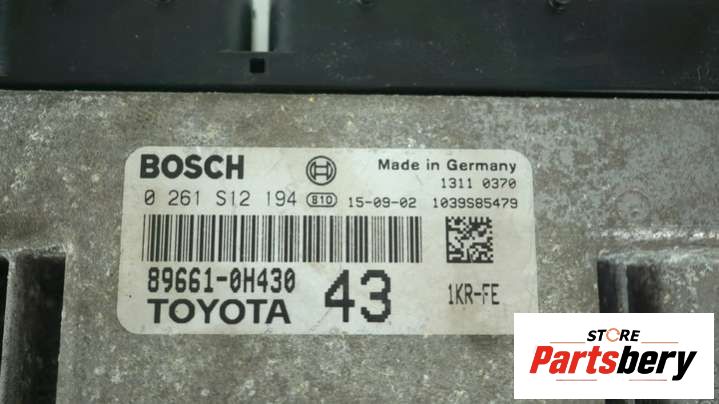 BOSCH Made in Germany
1311 0370
0 261 S12 194 810 15-09-02 1039S85479
89661-0H430
TOYOTA 43 1KR-FE
STORE
Partsbery